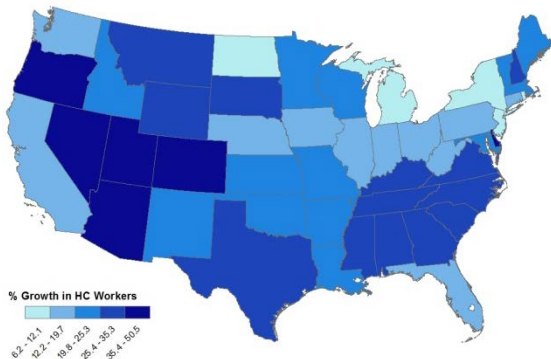 % Growth in HC Workers
6.2 - 12.1
12.2 - 19.7
19.8 - 25.3
25.4 - 35.3
35.4 - 50.5